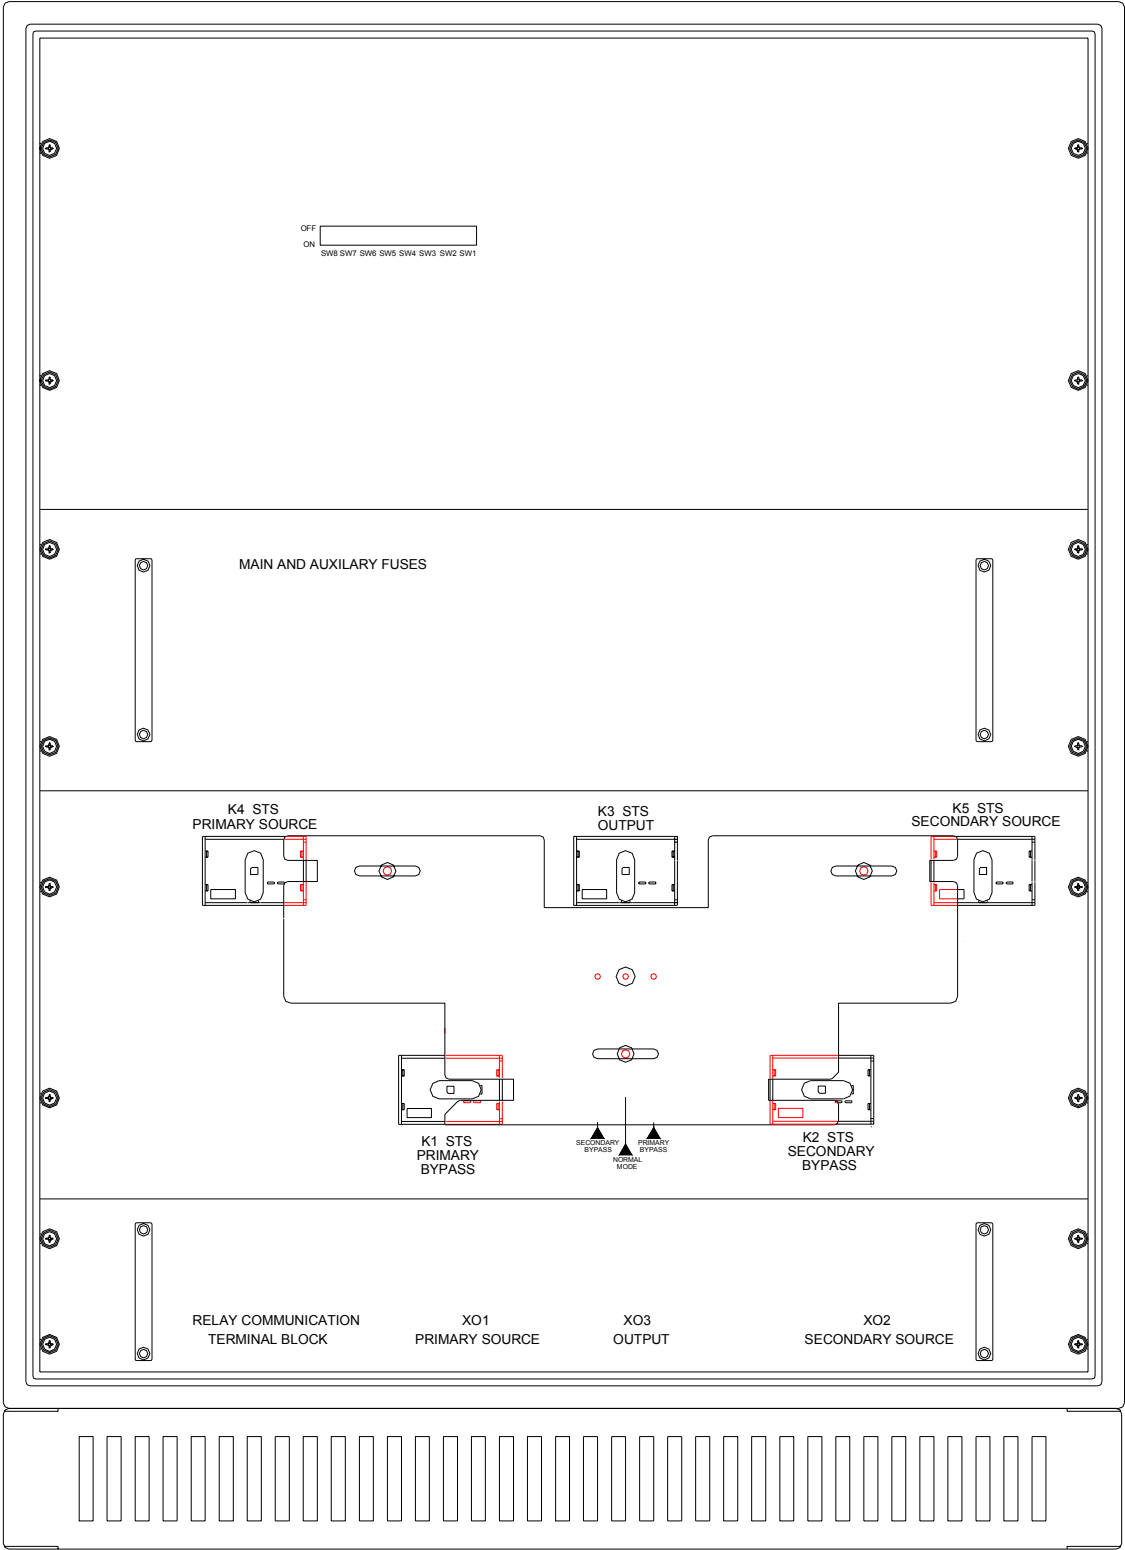 OFF
ON
SW8 SW7 SW6 SW5 SW4 SW3 SW2 SW1
MAIN AND AUXILARY FUSES
K4 STS
PRIMARY SOURCE
K3 STS
OUTPUT
K5 STS
SECONDARY SOURCE
K1 STS
PRIMARY
BYPASS
SECONDARY
BYPASS
NORMAL
MODE
PRIMARY
BYPASS
K2 STS
SECONDARY
BYPASS
RELAY COMMUNICATION
TERMINAL BLOCK
XO1
PRIMARY SOURCE
XO3
OUTPUT
XO2
SECONDARY SOURCE